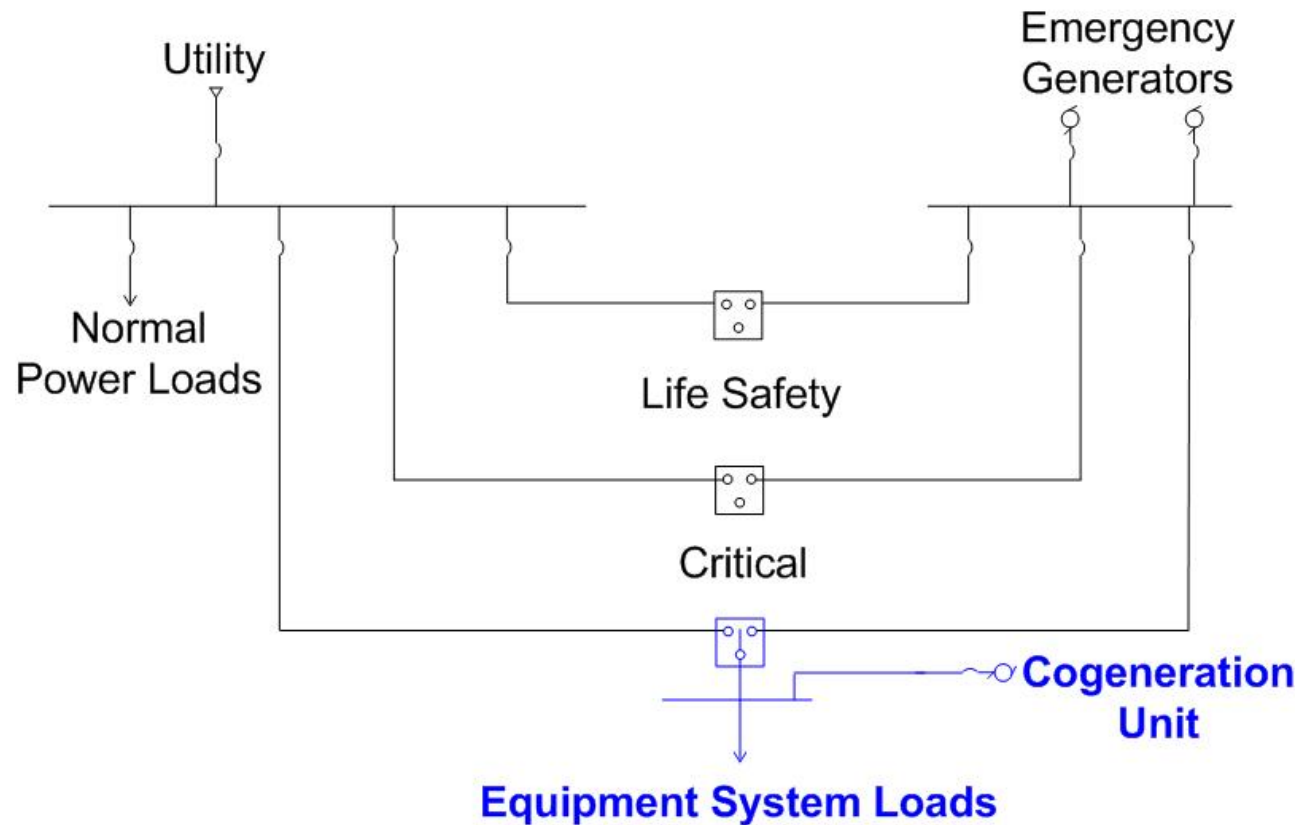 Utility
Emergency
Generators
Normal
Power Loads
Life Safety
Critical
Cogeneration
Unit
Equipment System Loads